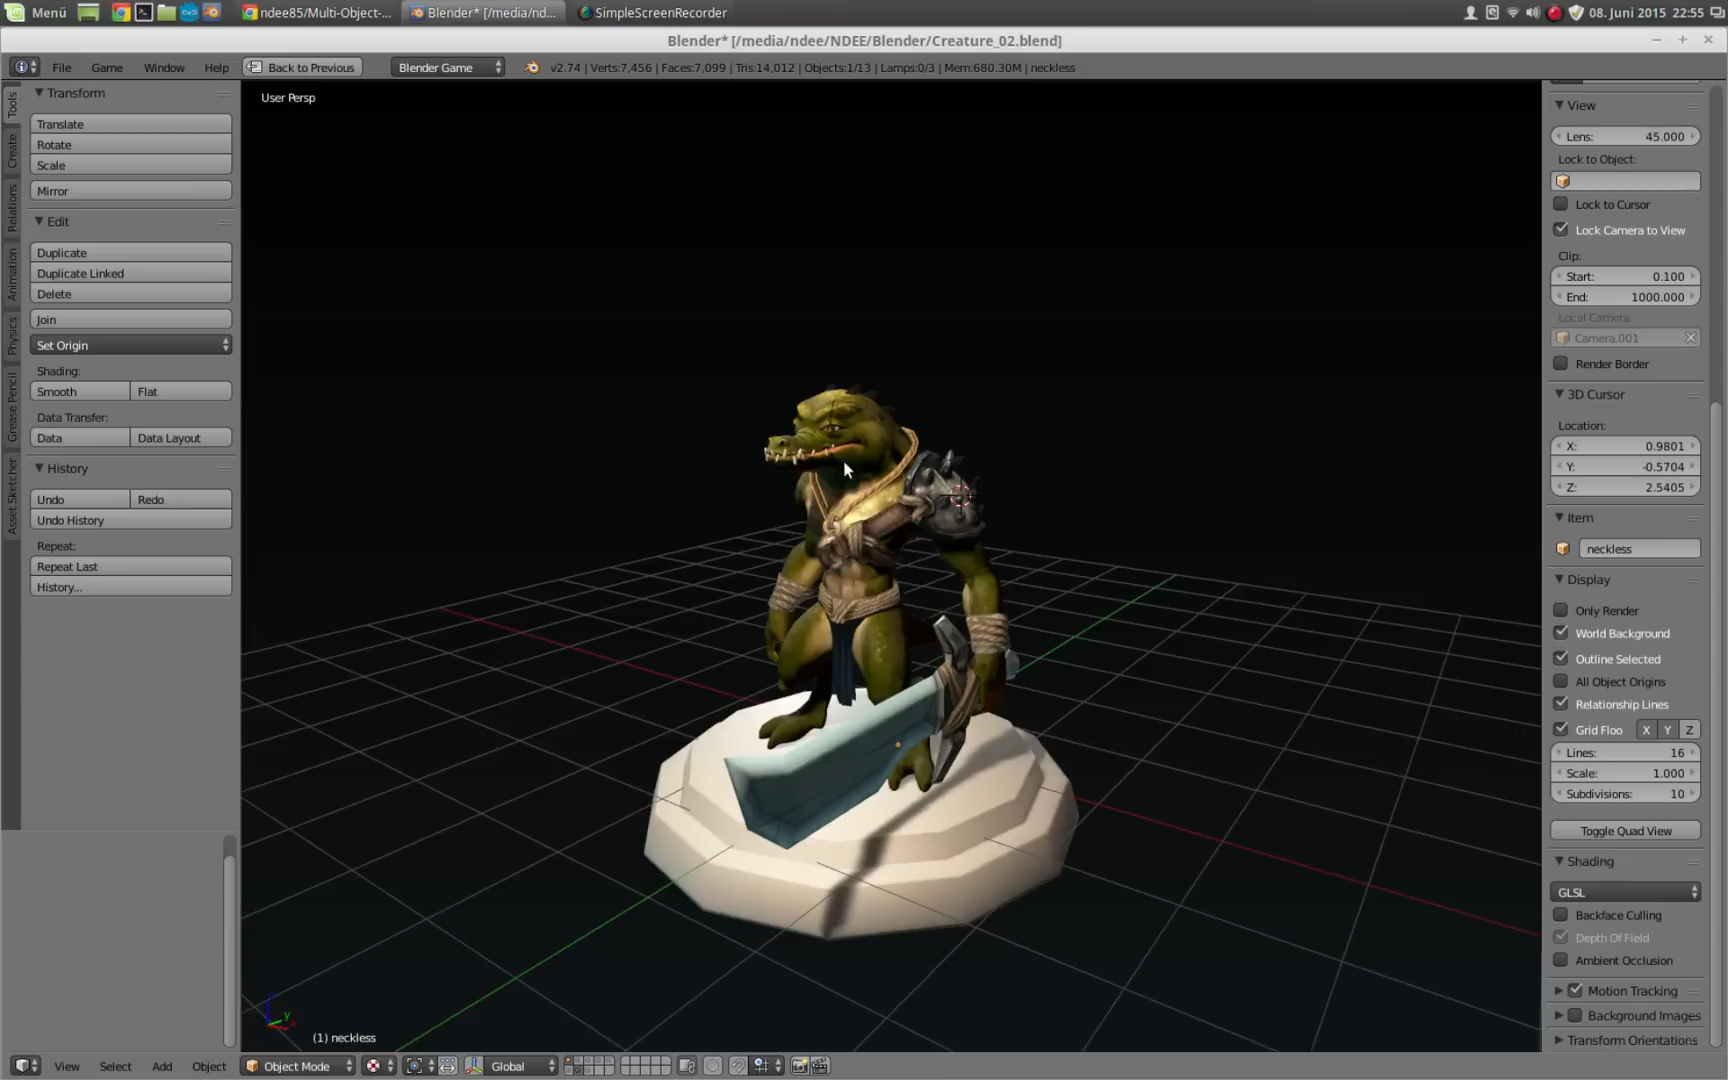 Menü
ndee85/Multi-Object-...
Blender* [/media/nd...
SimpleScreenRecorder
08. Juni 2015 22:55
Blender* [/media/ndee/NDEE/Blender/Creature_02.blend]
File Game Window Help
Back to Previous
Blender Game
v2.74 | Verts:7,456 | Faces:7,099 | Tris:14,012 | Objects:1/13 | Lamps:0/3 | Mem:680.30M | neckless
Tools
Create
Relations
Animation
Physics
Grease Pencil
Asset Sketcher
Transform
Translate
Rotate
Scale
Mirror
Edit
Duplicate
Duplicate Linked
Delete
Join
Set Origin
Shading:
Smooth Flat
Data Transfer:
Data Data Layout
History
Undo Redo
Undo History
Repeat:
Repeat Last
History...
User Persp
y
(1) neckless
View
Lens: 45.000
Lock to Object:
Lock to Cursor
Lock Camera to View
Clip:
Start: 0.100
End: 1000.000
Local Camera:
Camera.001
Render Border
3D Cursor
Location:
X: 0.9801
Y: -0.5704
Z: 2.5405
Item
neckless
Display
Only Render
World Background
Outline Selected
All Object Origins
Relationship Lines
Grid Floo X Y Z
Lines: 16
Scale: 1.000
Subdivisions: 10
Toggle Quad View
Shading
GLSL
Backface Culling
Depth Of Field
Ambient Occlusion
Motion Tracking
Background Images
Transform Orientations
View Select Add Object
Object Mode
Global